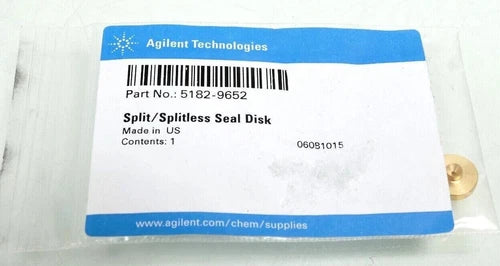 Agilent Technologies
Part No.: 5182-9652
Split/Splitless Seal Disk
Made in US
Contents: 1
06081015
www.agilent.com/chem/supplies